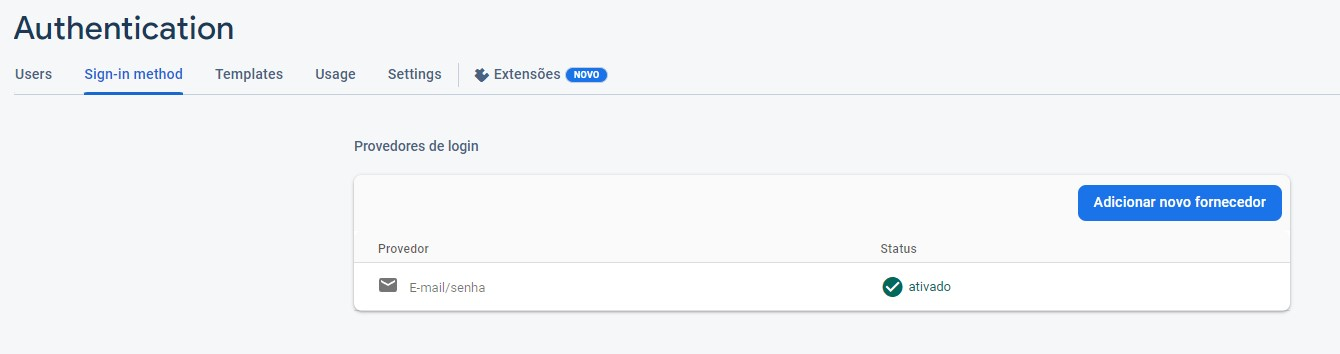 Authentication
Users Sign-in method Templates Usage Settings Extensões NOVO
Provedores de login
Adicionar novo fornecedor
Provedor Status
E-mail/senha ativado